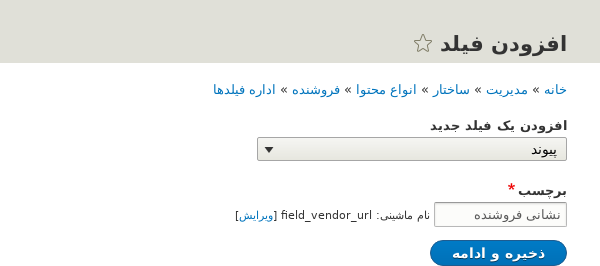 افزودن فیلد
خانه » مدیریت » ساختار » انواع محتوا » فروشنده » اداره فیلدها
افزودن یک فیلد جدید
پیوند
برچسب *
نشانی فروشنده نام ماشینی: field_vendor_url [ویرایش]
ذخیره و ادامه